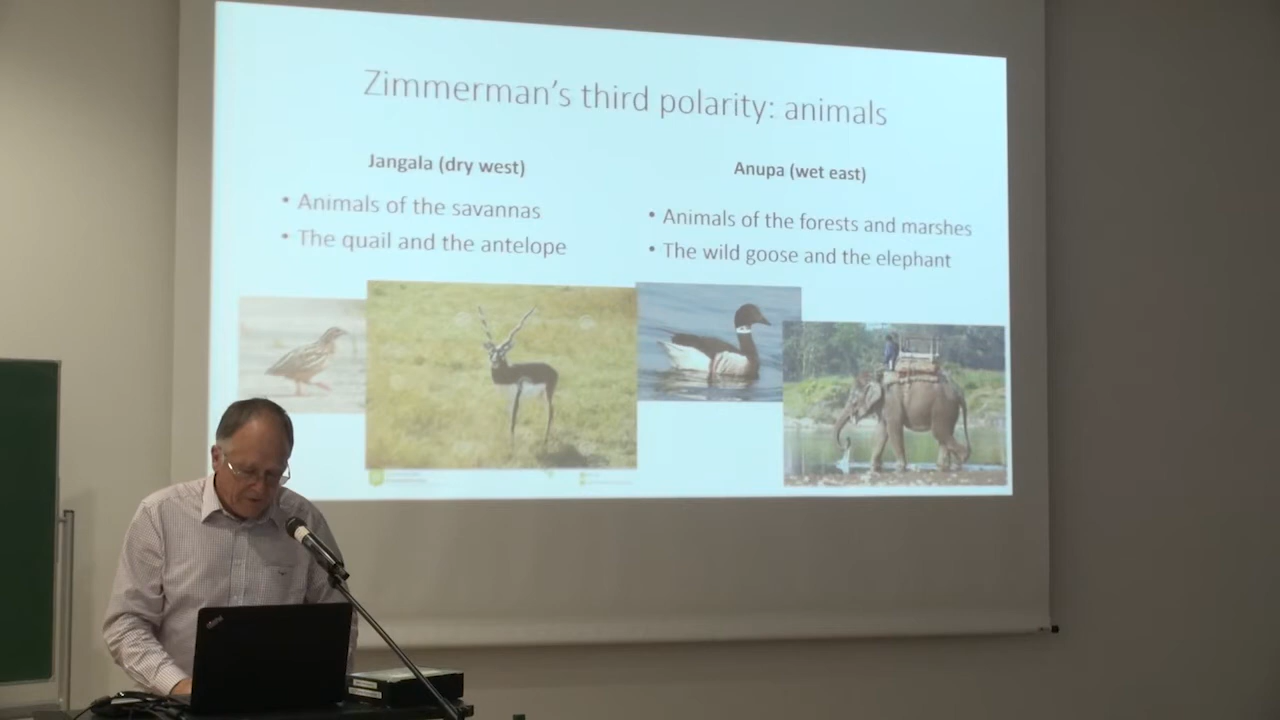 Zimmerman's third polarity: animals
Jangala (dry west)
• Animals of the savannas
• The quail and the antelope
Anupa (wet east)
• Animals of the forests and marshes
• The wild goose and the elephant